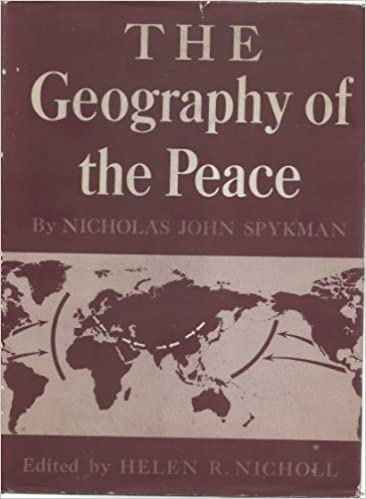 THE
Geography of
the Peace
By NICHOLAS JOHN SPYKMAN
Edited by HELEN R. NICHOLL